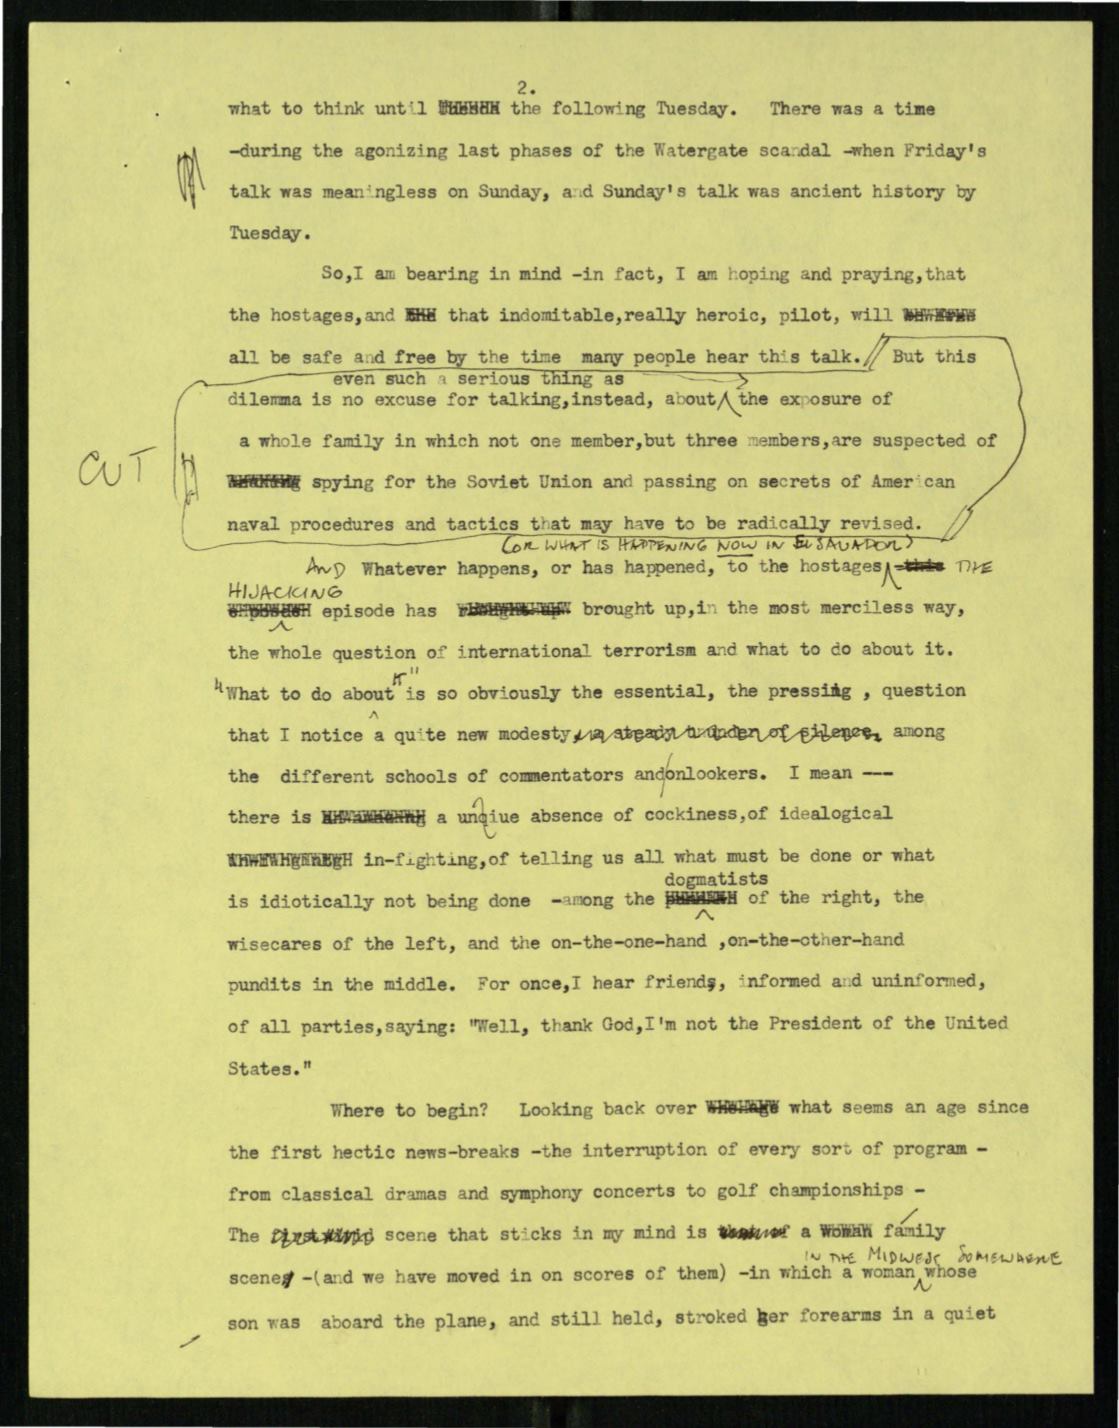 2.
what to think until the following Tuesday. There was a time
-during the agonizing last phases of the Watergate scandal -when Friday's
talk was meaningless on Sunday, and Sunday's talk was ancient history by
Tuesday.
So,I am bearing in mind -in fact, I am hoping and praying,that
the hostages,and that indomitable,really heroic, pilot, will
all be safe and free by the time many people hear this talk. // But this
even such a serious thing as
dilemma is no excuse for talking,instead, about the exposure of
a whole family in which not one member,but three members,are suspected of
CUT
spying for the Soviet Union and passing on secrets of American
naval procedures and tactics that may have to be radically revised.
(OR WHAT IS HAPPENING NOW IN EL SALVADOR)
AND Whatever happens, or has happened, to the hostages -this THE
HIJACKING
episode has brought up,in the most merciless way,
the whole question of international terrorism and what to do about it.
"What to do about IT" is so obviously the essential, the pressing , question
that I notice a quite new modesty, a steady thunder of silence, among
the different schools of commentators and/onlookers. I mean ---
there is a unqiue absence of cockiness,of idealogical
in-fighting,of telling us all what must be done or what
dogmatists
is idiotically not being done -among the of the right, the
wisecares of the left, and the on-the-one-hand ,on-the-other-hand
pundits in the middle. For once,I hear friends, informed and uninformed,
of all parties,saying: "Well, thank God,I'm not the President of the United
States."
Where to begin? Looking back over what seems an age since
the first hectic news-breaks -the interruption of every sort of program -
from classical dramas and symphony concerts to golf championships -
The first vivid scene that sticks in my mind is that of a woman family
IN THE MIDWEST SOMEWHERE
scenes -(and we have moved in on scores of them) -in which a woman whose
son was aboard the plane, and still held, stroked her forearms in a quiet